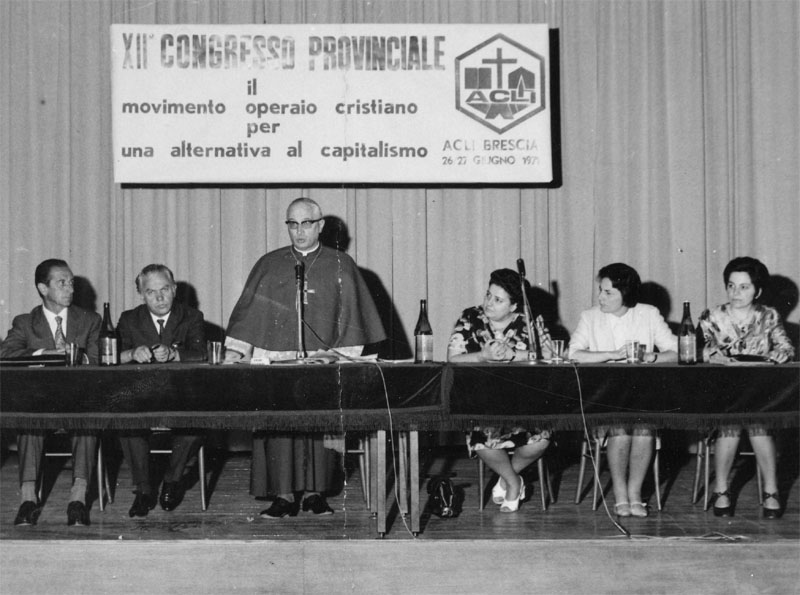 XII° CONGRESSO PROVINCIALE
il
movimento operaio cristiano
per
una alternativa al capitalismo
ACLI
ACLI BRESCIA
26-27 GIUGNO 1971